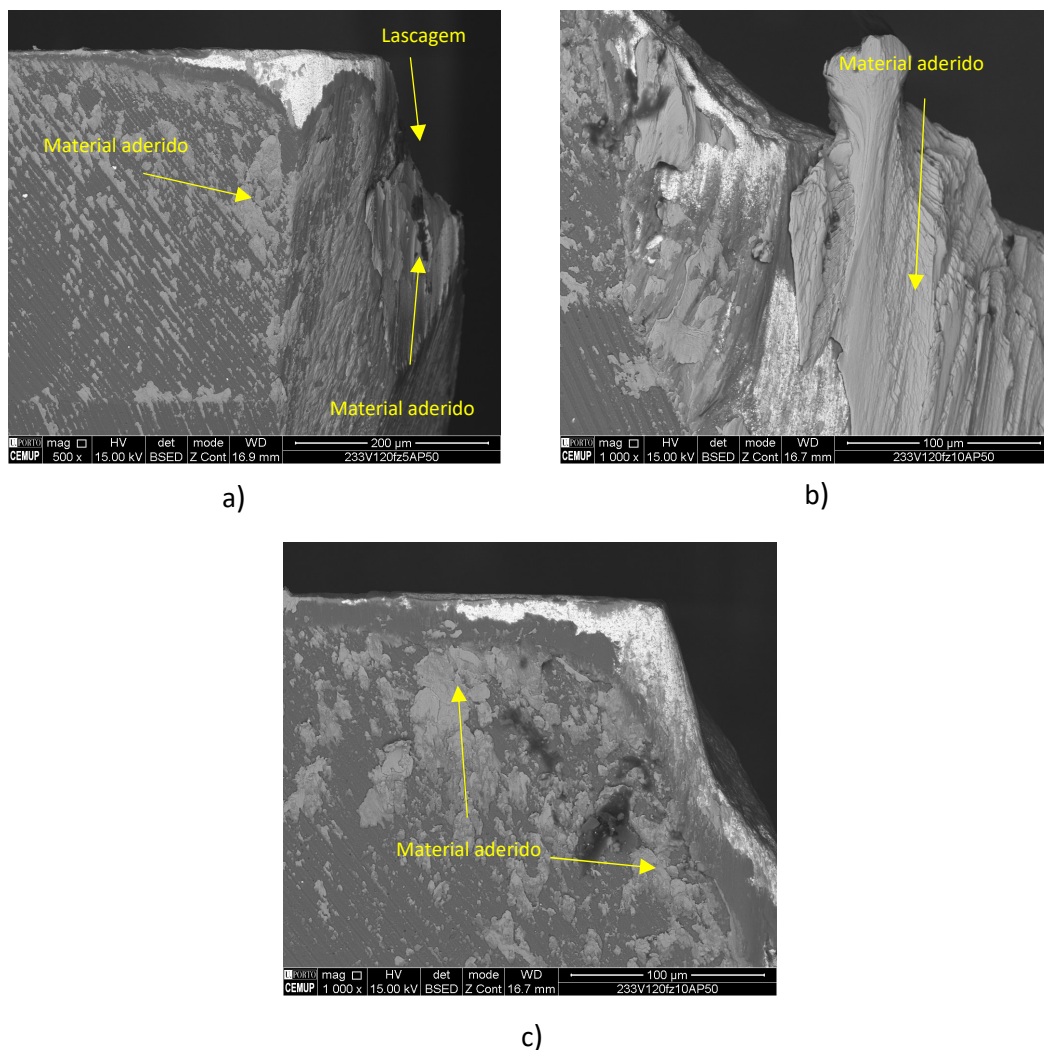 Lascagem
Material aderido
Material aderido
U. PORTO mag HV det mode WD 200 µm
CEMUP 500 x 15.00 kV BSED Z Cont 16.9 mm 233V120fz5AP50
a)
Material aderido
U. PORTO mag HV det mode WD 100 µm
CEMUP 1 000 x 15.00 kV BSED Z Cont 16.7 mm 233V120fz10AP50
b)
Material aderido
U. PORTO mag HV det mode WD 100 µm
CEMUP 1 000 x 15.00 kV BSED Z Cont 16.7 mm 233V120fz10AP50
c)